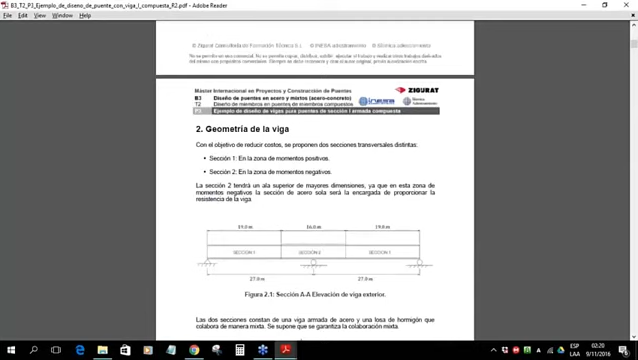 B3_T2_P3_Ejemplo_de_diseno_de_puente_con_viga_I_compuesta_R2.pdf - Adobe Reader
File Edit View Window Help
Máster Internacional en Proyectos y Construcción de Puentes
ZIGURAT
B3 Diseño de puentes en acero y mixtos (acero-concreto)
T2 Diseño de miembros en puentes de miembros compuestos
P3 Ejemplo de diseño de vigas para puentes de sección I armada compuesta
2. Geometría de la viga
Con el objetivo de reducir costos, se proponen dos secciones transversales distintas:
• Sección 1: En la zona de momentos positivos.
• Sección 2: En la zona de momentos negativos.
La sección 2 tendrá un ala superior de mayores dimensiones, ya que en esta zona de
momentos negativos la sección de acero sola será la encargada de proporcionar la
resistencia de la viga.
19.0 m 16.0 m 19.0 m
SECCION 1 SECCION 2 SECCION 1
27.0 m 27.0 m
Figura 2.1: Sección A-A Elevación de viga exterior.
Las dos secciones constan de una viga armada de acero y una losa de hormigón que
colabora de manera mixta. Se supone que se garantiza la colaboración mixta.
ESP
LAA
02:20
9/11/2016